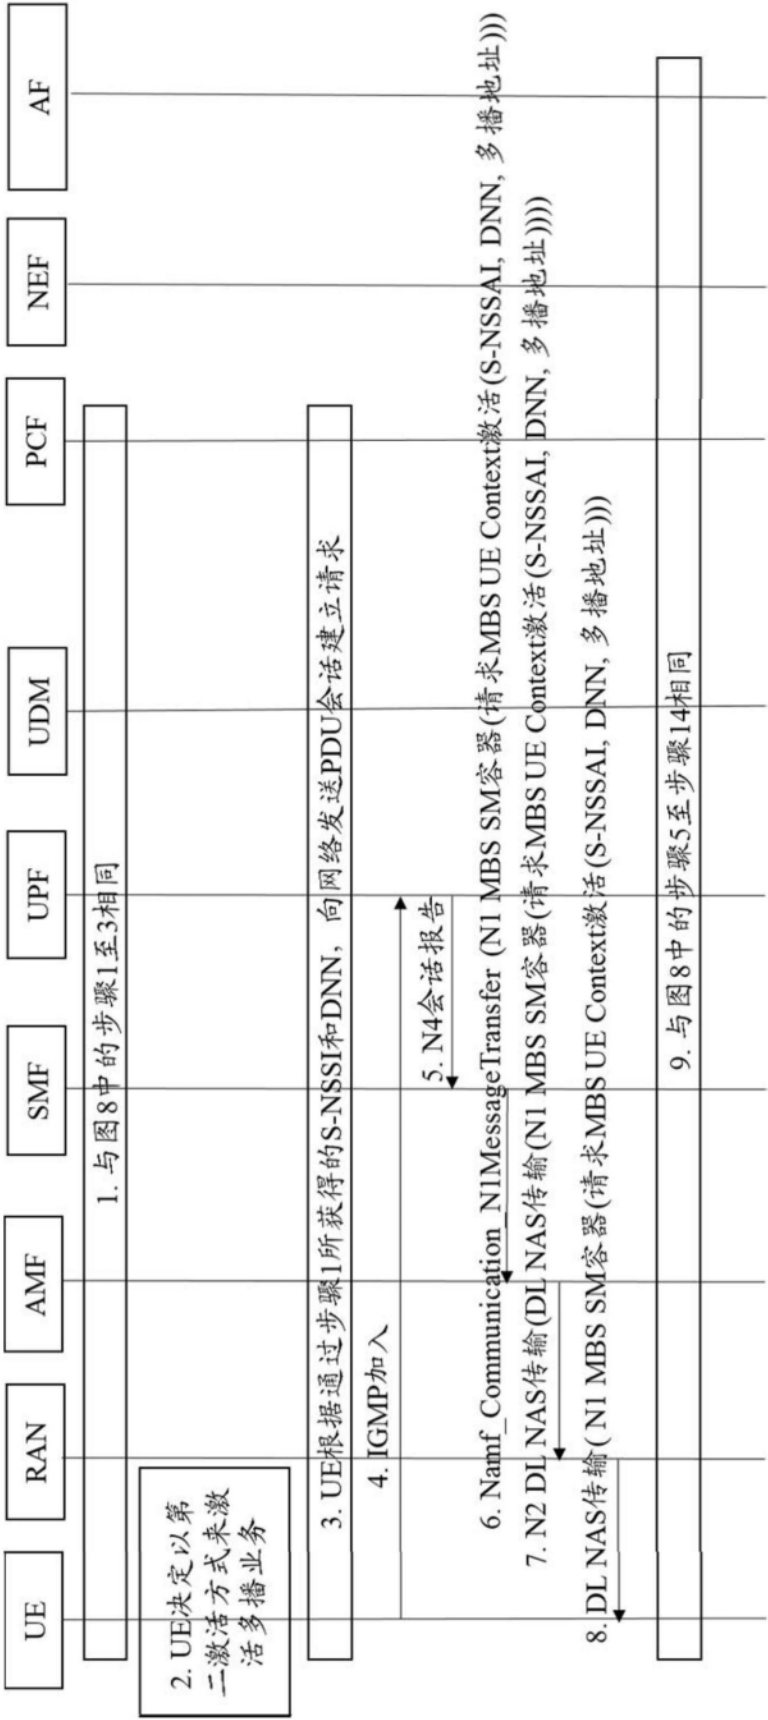 UE
RAN
AMF
SMF
UPF
UDM
PCF
NEF
AF
1. 与图8中的步骤1至3相同
2. UE决定以第
二激活方式来激
活多播业务
3. UE根据通过步骤1所获得的S-NSSI和DNN，向网络发送PDU会话建立请求
4. IGMP加入
5. N4会话报告
6. Namf_Communication_N1MessageTransfer (N1 MBS SM容器(请求MBS UE Context激活(S-NSSAI, DNN, 多播地址)))
7. N2 DL NAS传输(DL NAS传输(N1 MBS SM容器(请求MBS UE Context激活(S-NSSAI, DNN, 多播地址))))
8. DL NAS传输( N1 MBS SM容器(请求MBS UE Context激活(S-NSSAI, DNN, 多播地址)))
9. 与图8中的步骤5至步骤14相同